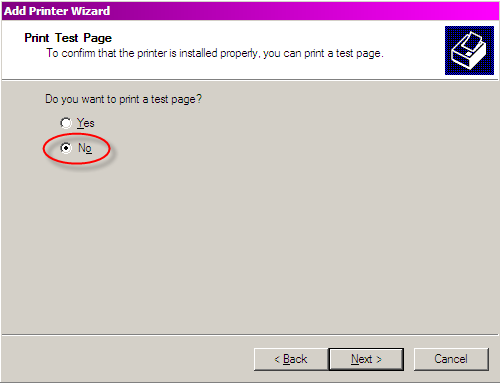 Add Printer Wizard
Print Test Page
To confirm that the printer is installed properly, you can print a test page.
Do you want to print a test page?
Yes
No
< Back
Next >
Cancel